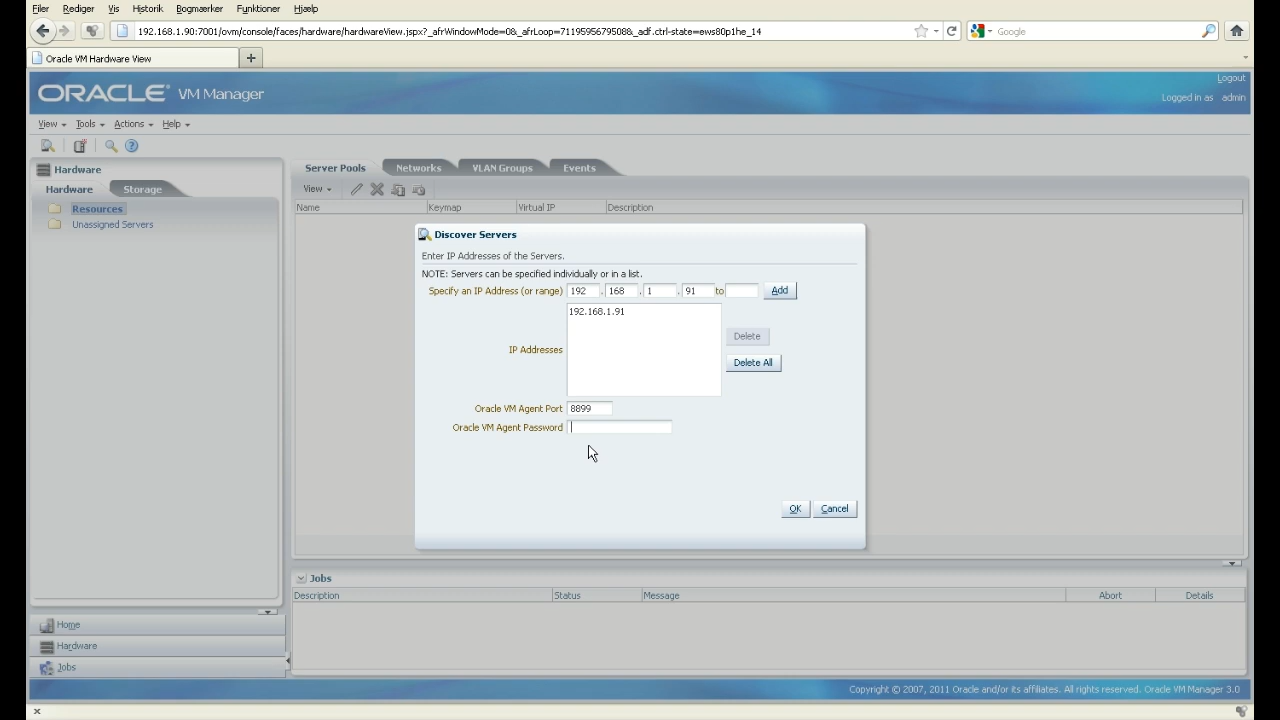 Filer Rediger Vis Historik Bogmærker Funktioner Hjælp
192.168.1.90:7001/ovm/console/faces/hardware/hardwareView.jspx?_afrWindowMode=0&_afrLoop=71195956795088&_adf.ctrl-state=ews80p1he_14
Google
Oracle VM Hardware View
+
Logout
ORACLE® VM Manager
Logged in as admin
View Tools Actions Help
Hardware
Hardware Storage
Resources
Unassigned Servers
Server Pools Networks VLAN Groups Events
View
Name Keymap Virtual IP Description
Discover Servers
Enter IP Addresses of the Servers.
NOTE: Servers can be specified individually or in a list.
Specify an IP Address (or range) 192 . 168 . 1 . 91 to Add
192.168.1.91
IP Addresses
Delete
Delete All
Oracle VM Agent Port 8899
Oracle VM Agent Password
OK Cancel
Jobs
Description Status Message Abort Details
Home
Hardware
Jobs
Copyright © 2007, 2011 Oracle and/or its affiliates. All rights reserved. Oracle VM Manager 3.0